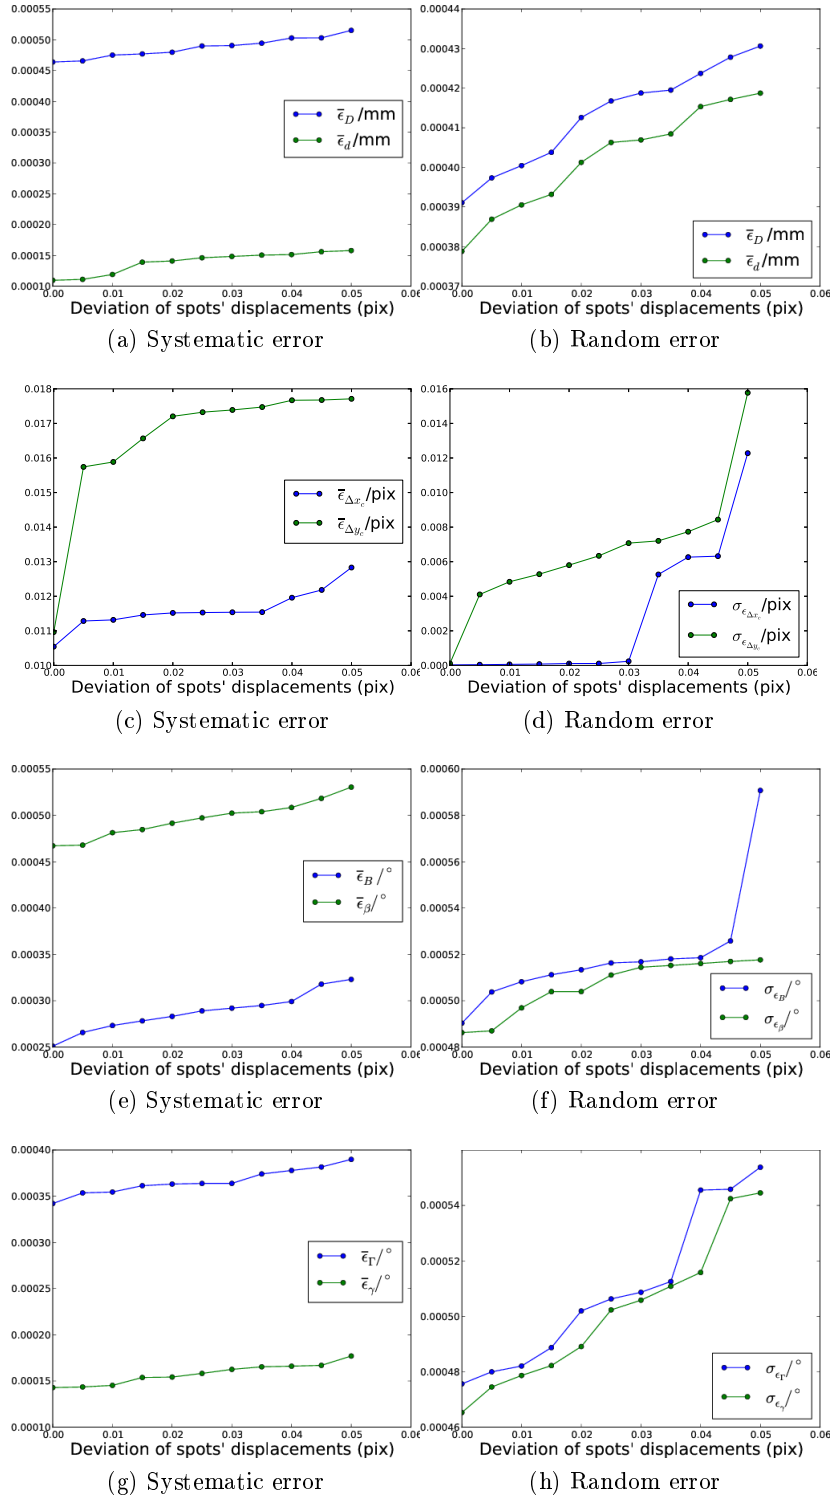 0.00055
0.00050
0.00045
0.00040
0.00035
0.00030
0.00025
0.00020
0.00015
0.00010
0.00 0.01 0.02 0.03 0.04 0.05
ε̄_D/mm
ε̄_d/mm
Deviation of spots' displacements (pix)
(a) Systematic error
0.00044
0.00043
0.00042
0.00041
0.00040
0.00039
0.00038
0.00037
0.00 0.01 0.02 0.03 0.04 0.05 0.06
ε̄_D/mm
ε̄_d/mm
Deviation of spots' displacements (pix)
(b) Random error
0.018
0.017
0.016
0.014
0.013
0.012
0.011
0.010
0.00 0.01 0.02 0.03 0.04 0.05 0.06
ε̄_Δx_c/pix
ε̄_Δy_c/pix
Deviation of spots' displacements (pix)
(c) Systematic error
0.016
0.012
0.008
0.004
0.002
0.000
0.00 0.01 0.02 0.03 0.04 0.05 0.06
σ_ε_Δx_c/pix
σ_ε_Δy_c/pix
Deviation of spots' displacements (pix)
(d) Random error
0.00055
0.00050
0.00045
0.00040
0.00035
0.00030
0.00025
0.00 0.01 0.02 0.03 0.04 0.05
ε̄_B/°
ε̄_β/°
Deviation of spots' displacements (pix)
(e) Systematic error
0.00060
0.00058
0.00056
0.00054
0.00052
0.00050
0.00048
0.00 0.01 0.02 0.03 0.04 0.05 0.06
σ_ε_B/°
σ_ε_β/°
Deviation of spots' displacements (pix)
(f) Random error
0.00040
0.00035
0.00030
0.00025
0.00020
0.00015
0.00010
0.00 0.01 0.02 0.03 0.04 0.05
ε̄_Γ/°
ε̄_γ/°
Deviation of spots' displacements (pix)
(g) Systematic error
0.00054
0.00052
0.00050
0.00048
0.00046
0.00 0.01 0.02 0.03 0.04 0.05 0.06
σ_ε_Γ/°
σ_ε_γ/°
Deviation of spots' displacements (pix)
(h) Random error